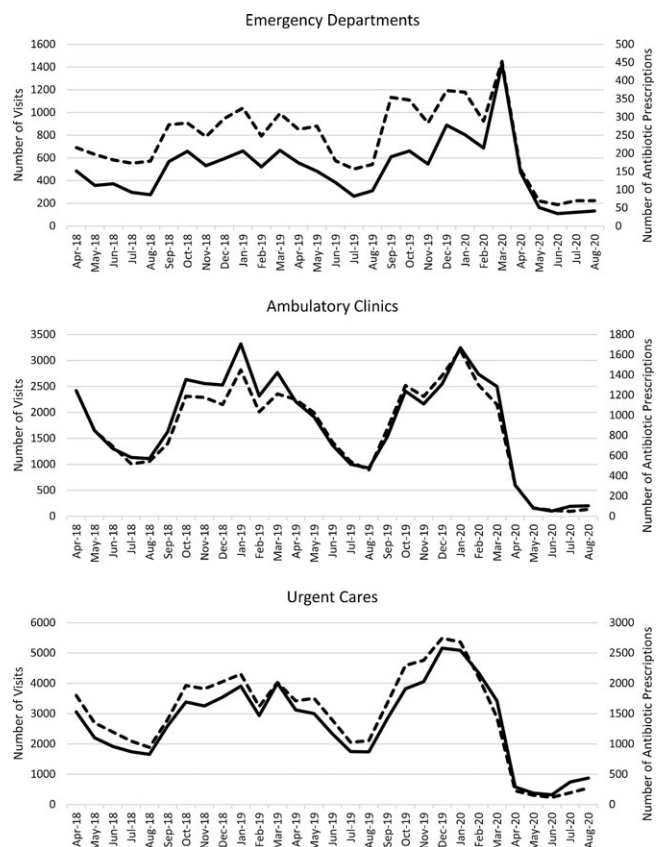 Emergency Departments
Number of Visits
1600
1400
1200
1000
800
600
400
200
0
500
450
400
350
300
250
200
150
100
50
0
Number of Antibiotic Prescriptions
Apr-18
May-18
Jun-18
Jul-18
Aug-18
Sep-18
Oct-18
Nov-18
Dec-18
Jan-19
Feb-19
Mar-19
Apr-19
May-19
Jun-19
Jul-19
Aug-19
Sep-19
Oct-19
Nov-19
Dec-19
Jan-20
Feb-20
Mar-20
Apr-20
May-20
Jun-20
Jul-20
Aug-20
Ambulatory Clinics
Number of Visits
3500
3000
2500
2000
1500
1000
500
0
1800
1600
1400
1200
1000
800
600
400
200
0
Number of Antibiotic Prescriptions
Apr-18
May-18
Jun-18
Jul-18
Aug-18
Sep-18
Oct-18
Nov-18
Dec-18
Jan-19
Feb-19
Mar-19
Apr-19
May-19
Jun-19
Jul-19
Aug-19
Sep-19
Oct-19
Nov-19
Dec-19
Jan-20
Feb-20
Mar-20
Apr-20
May-20
Jun-20
Jul-20
Aug-20
Urgent Cares
Number of Visits
6000
5000
4000
3000
2000
1000
0
3000
2500
2000
1500
1000
500
0
Number of Antibiotic Prescriptions
Apr-18
May-18
Jun-18
Jul-18
Aug-18
Sep-18
Oct-18
Nov-18
Dec-18
Jan-19
Feb-19
Mar-19
Apr-19
May-19
Jun-19
Jul-19
Aug-19
Sep-19
Oct-19
Nov-19
Dec-19
Jan-20
Feb-20
Mar-20
Apr-20
May-20
Jun-20
Jul-20
Aug-20